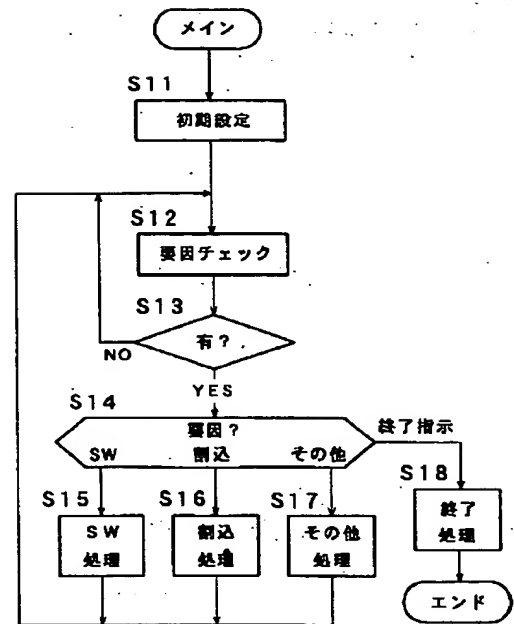 メイン
S11
初期設定
S12
要因チェック
S13
有?
NO
YES
S14
要因?
SW 割込 その他
終了指示
S15
SW
処理
S16
割込
処理
S17
その他
処理
S18
終了
処理
エンド